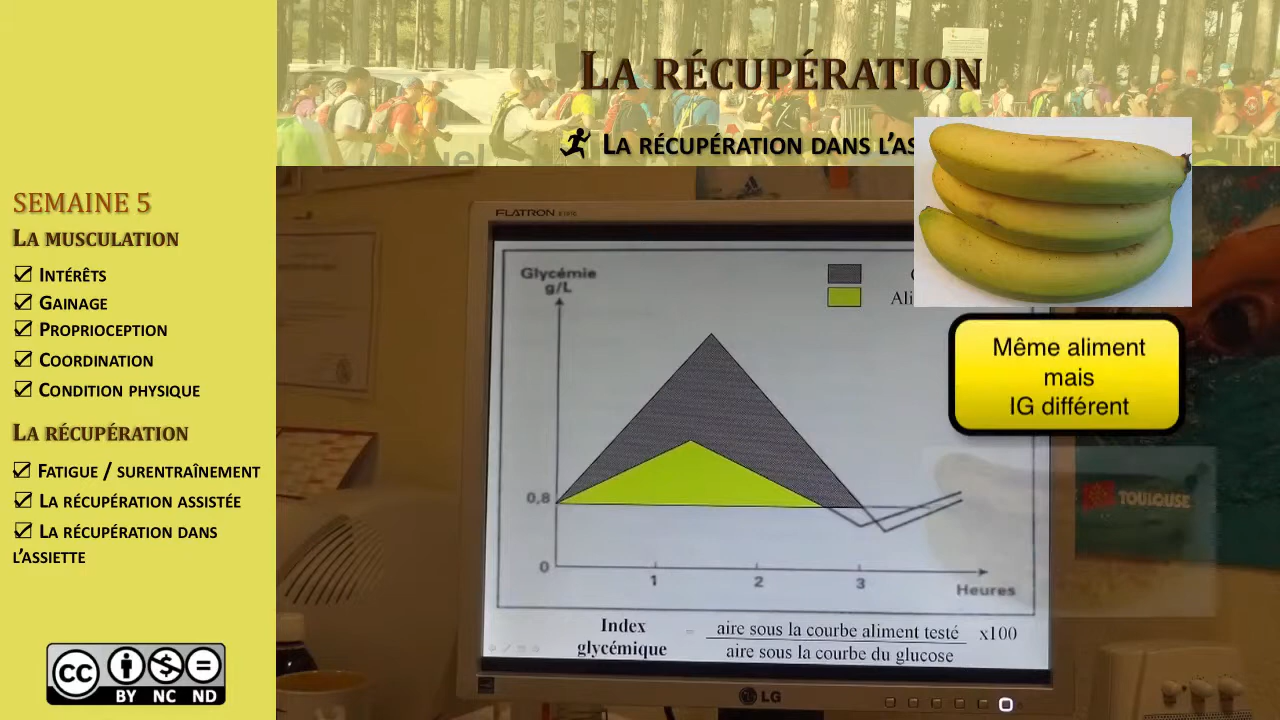 LA RÉCUPÉRATION
LA RÉCUPÉRATION DANS L'AS
SEMAINE 5
LA MUSCULATION
INTÉRÊTS
GAINAGE
PROPRIOCEPTION
COORDINATION
CONDITION PHYSIQUE
LA RÉCUPÉRATION
FATIGUE / SURENTRAÎNEMENT
LA RÉCUPÉRATION ASSISTÉE
LA RÉCUPÉRATION DANS
L'ASSIETTE
CC BY NC ND
FLATRON
Glycémie
g/L
Ali
Même aliment
mais
IG différent
0,8
0
1 2 3
Heures
TOULOUSE
Index
glycémique = aire sous la courbe aliment testé x100
aire sous la courbe du glucose
LG